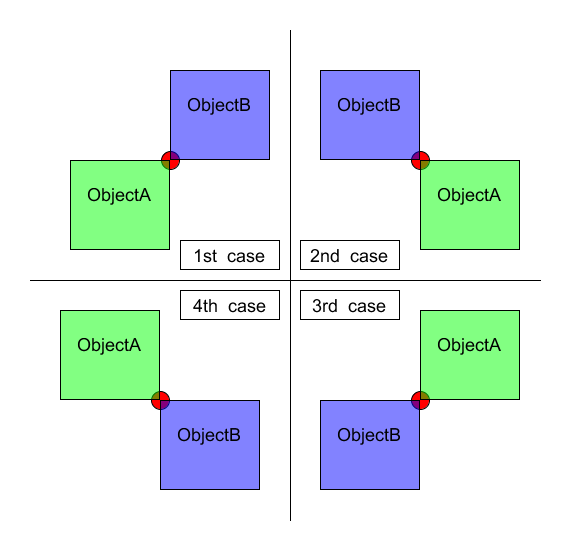 ObjectB
ObjectA
1st case
ObjectB
ObjectA
2nd case
4th case
ObjectA
ObjectB
3rd case
ObjectA
ObjectB